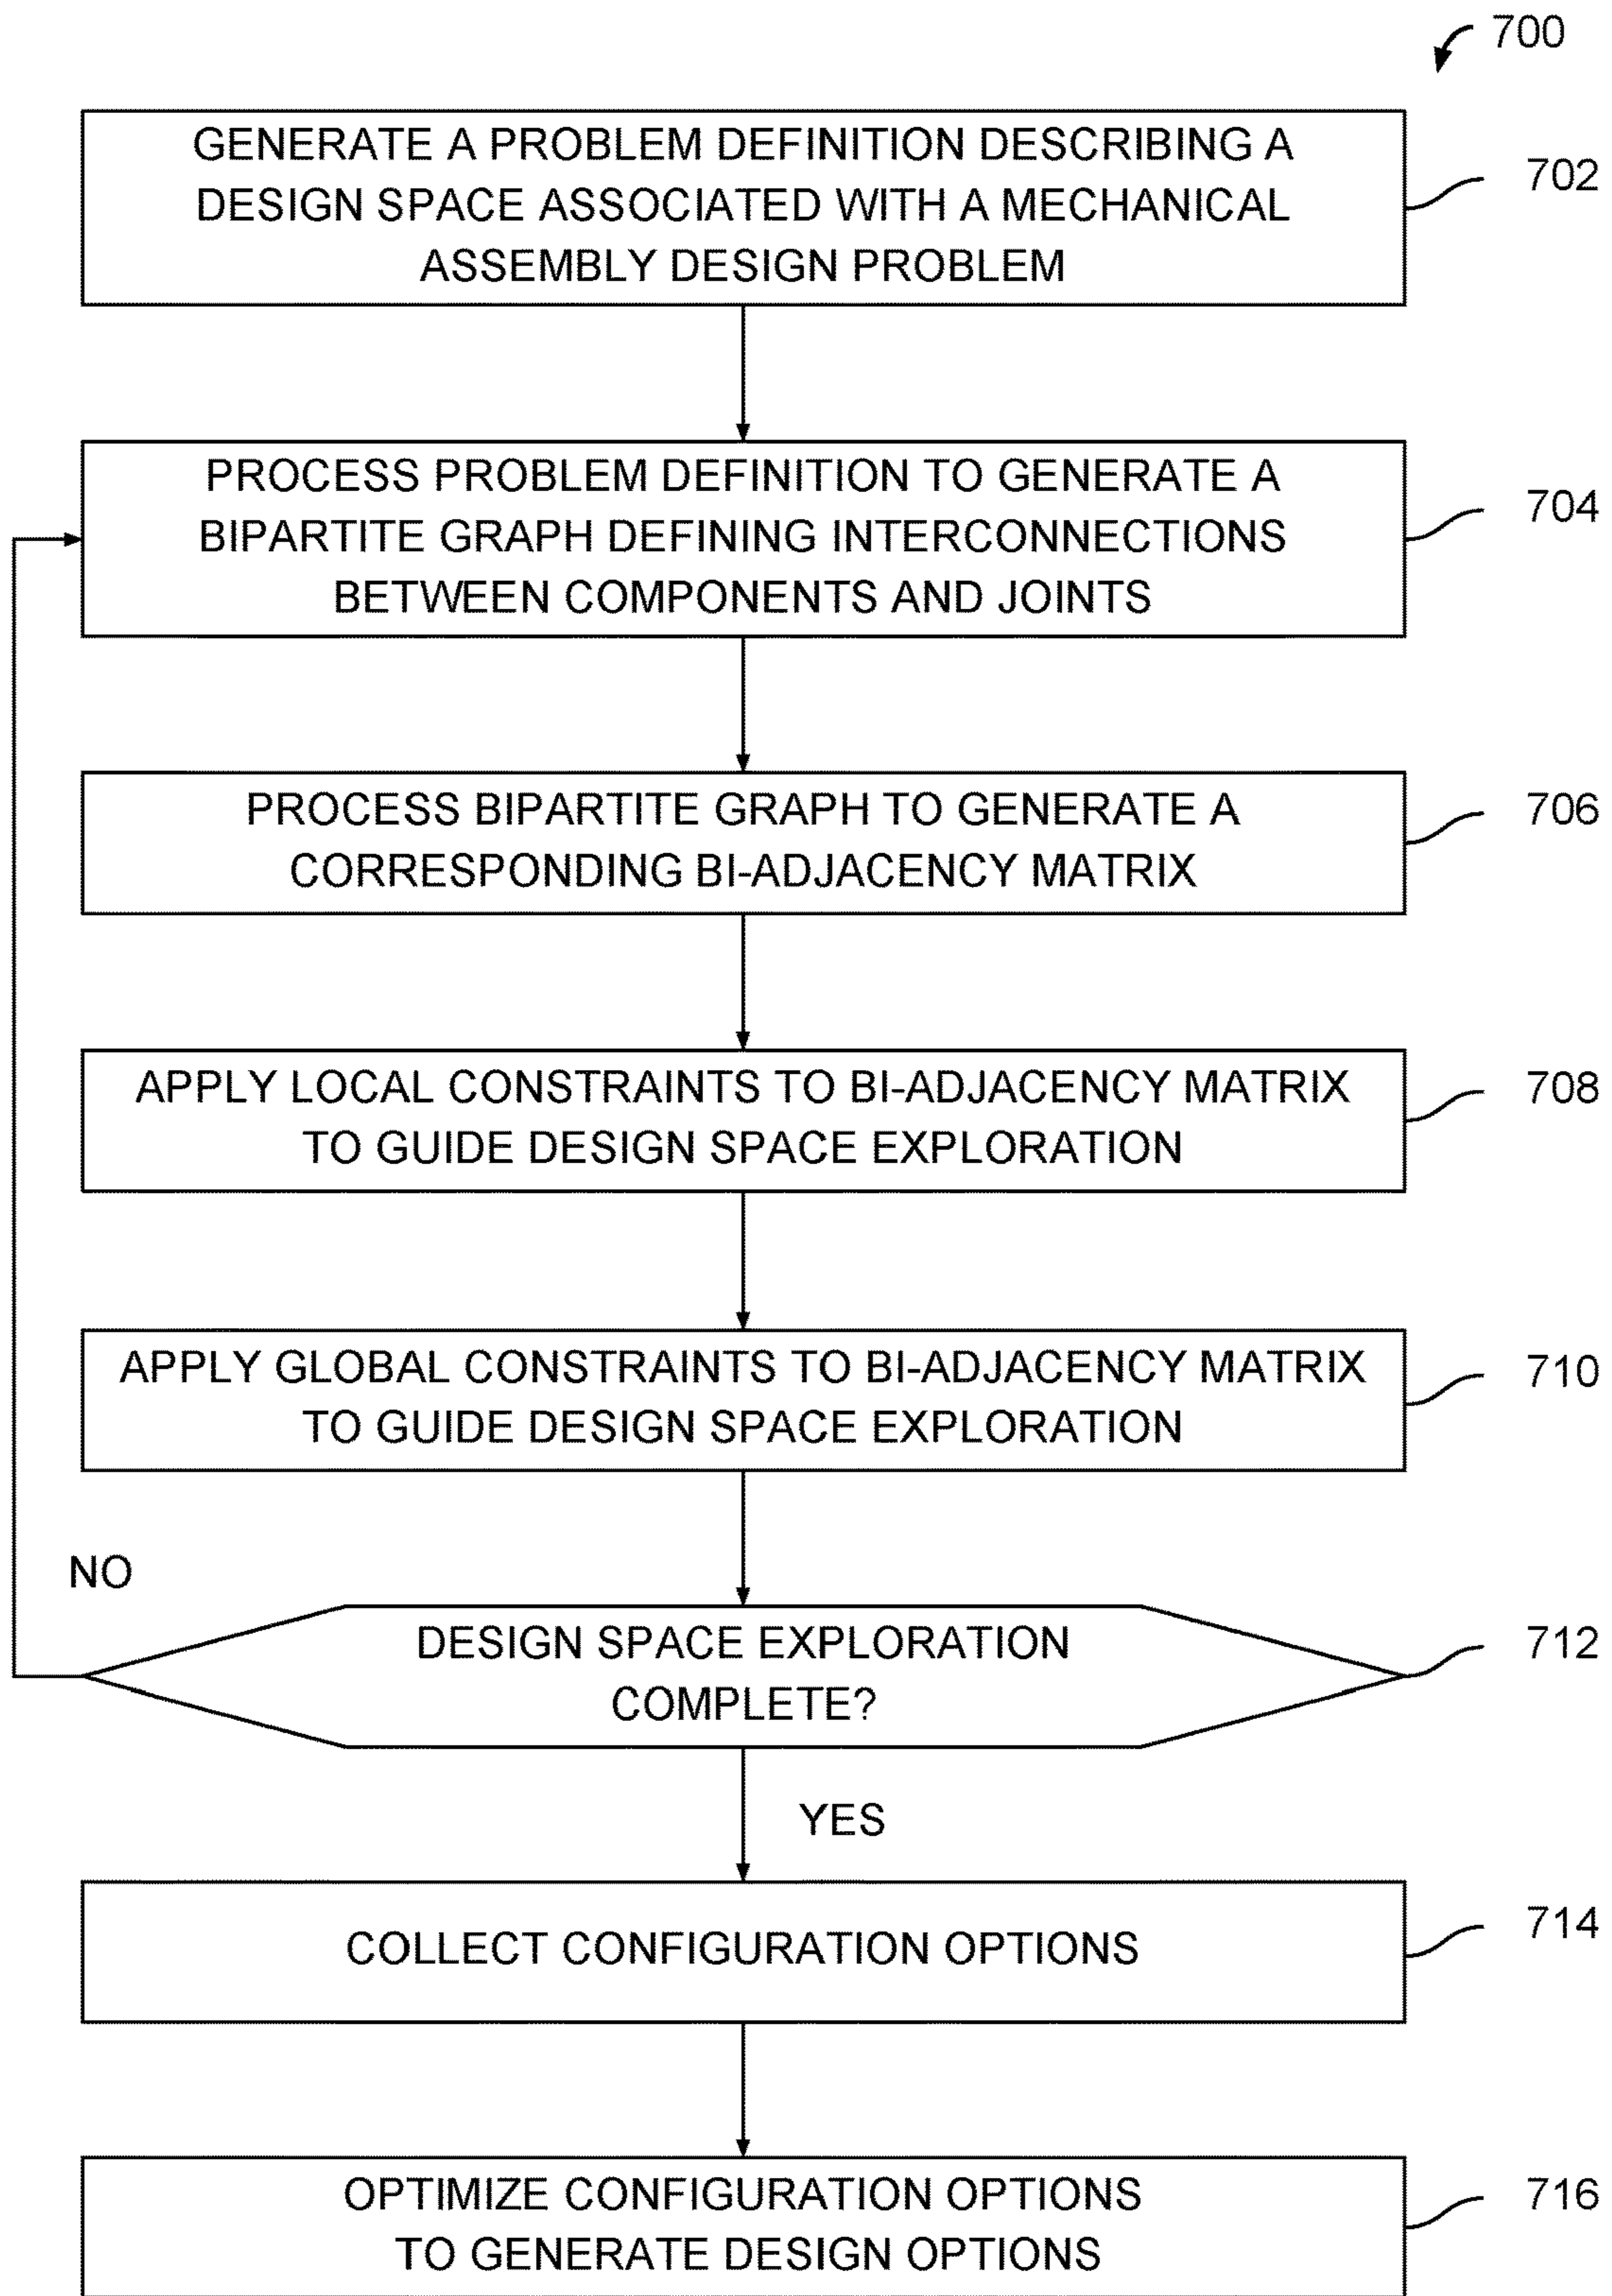 700
GENERATE A PROBLEM DEFINITION DESCRIBING A
DESIGN SPACE ASSOCIATED WITH A MECHANICAL
ASSEMBLY DESIGN PROBLEM
702
PROCESS PROBLEM DEFINITION TO GENERATE A
BIPARTITE GRAPH DEFINING INTERCONNECTIONS
BETWEEN COMPONENTS AND JOINTS
704
PROCESS BIPARTITE GRAPH TO GENERATE A
CORRESPONDING BI-ADJACENCY MATRIX
706
APPLY LOCAL CONSTRAINTS TO BI-ADJACENCY MATRIX
TO GUIDE DESIGN SPACE EXPLORATION
708
APPLY GLOBAL CONSTRAINTS TO BI-ADJACENCY MATRIX
TO GUIDE DESIGN SPACE EXPLORATION
710
NO
DESIGN SPACE EXPLORATION
COMPLETE?
712
YES
COLLECT CONFIGURATION OPTIONS
714
OPTIMIZE CONFIGURATION OPTIONS
TO GENERATE DESIGN OPTIONS
716